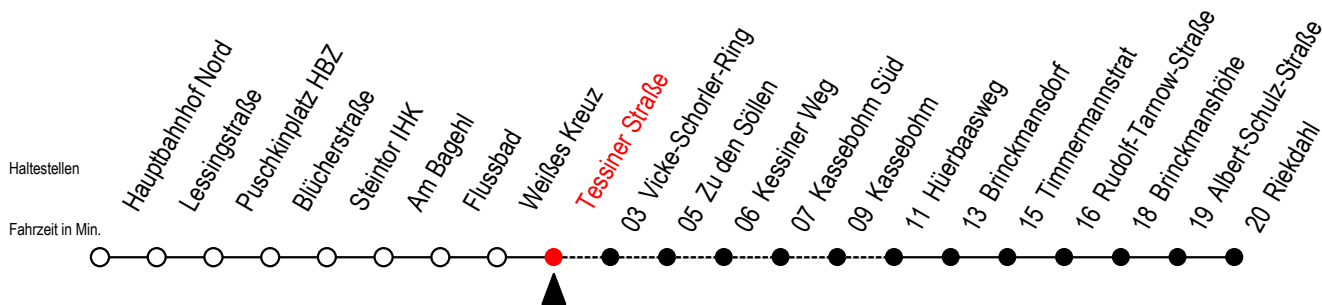 Hauptbahnhof Nord
Lessingstraße
Puschkinplatz HBZ
Blücherstraße
Steintor IHK
Am Bagehl
Flussbad
Weißes Kreuz
Tessiner Straße
03 Vicke-Schorler-Ring
05 Zu den Söllen
06 Kessiner Weg
07 Kassebohm Süd
09 Kassebohm
11 Hüerbaasweg
13 Brinckmansdorf
15 Timmermannstrat
16 Rudolf-Tarnow-Straße
18 Brinckmanshöhe
19 Albert-Schulz-Straße
20 Riekdahl
Haltestellen
Fahrzeit in Min.